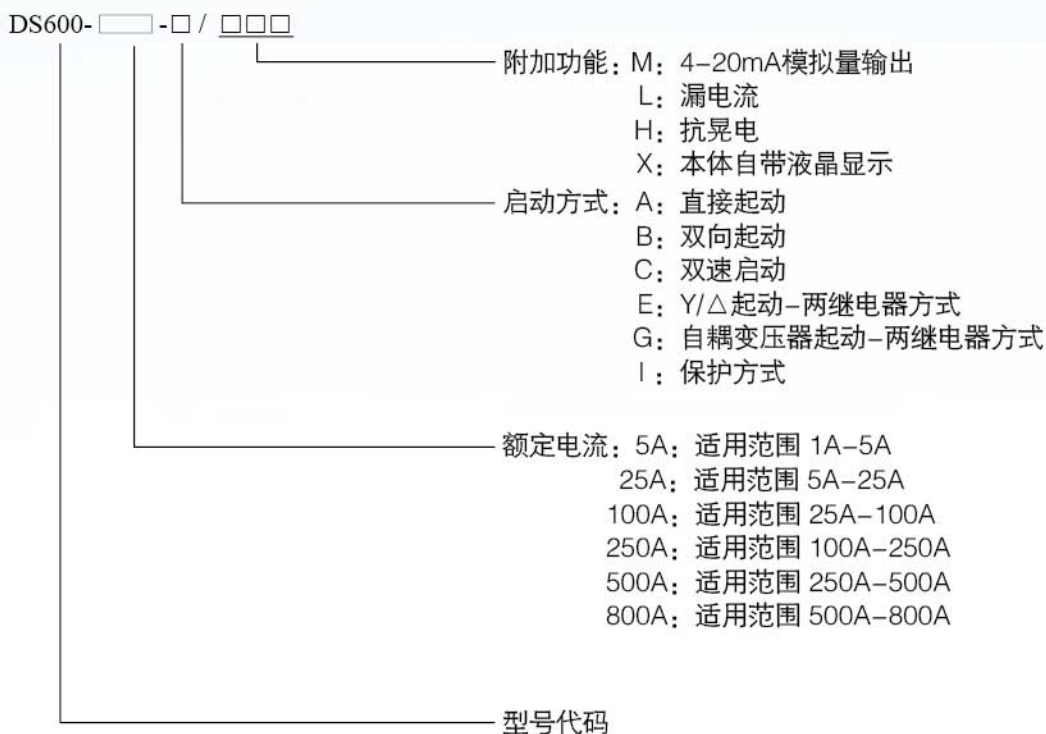 DS600-□-□ / □□□
附加功能：M：4-20mA模拟量输出
L：漏电流
H：抗晃电
X：本体自带液晶显示
启动方式：A：直接起动
B：双向起动
C：双速启动
E：Y/△起动-两继电器方式
G：自耦变压器起动-两继电器方式
I：保护方式
额定电流：5A：适用范围 1A-5A
25A：适用范围 5A-25A
100A：适用范围 25A-100A
250A：适用范围 100A-250A
500A：适用范围 250A-500A
800A：适用范围 500A-800A
型号代码